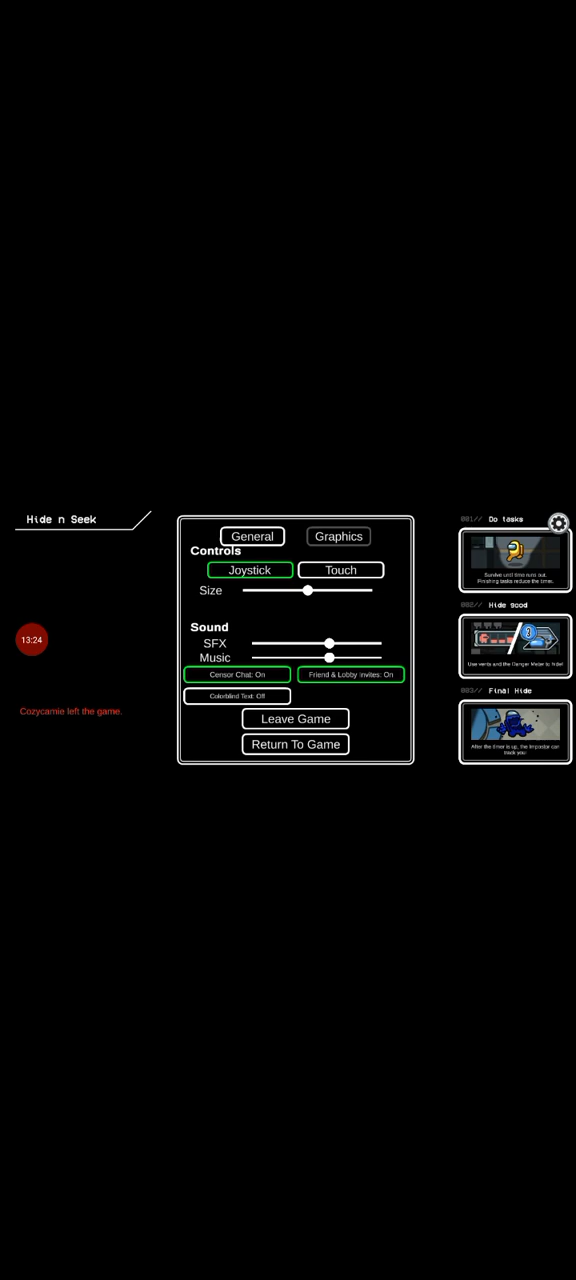 Hide n Seek
General
Graphics
Controls
Joystick
Touch
Size
Sound
SFX
Music
Censor Chat: On
Friend & Lobby Invites: On
Colorblind Text: Off
Leave Game
Return To Game
13:24
Cozycamie left the game.
001// Do tasks
Survive until time runs out.
Finishing tasks reduce the timer.
002// Hide good
Use vents and the Danger Meter to hide!
003// Final Hide
After the timer is up, the Impostor can
track you!